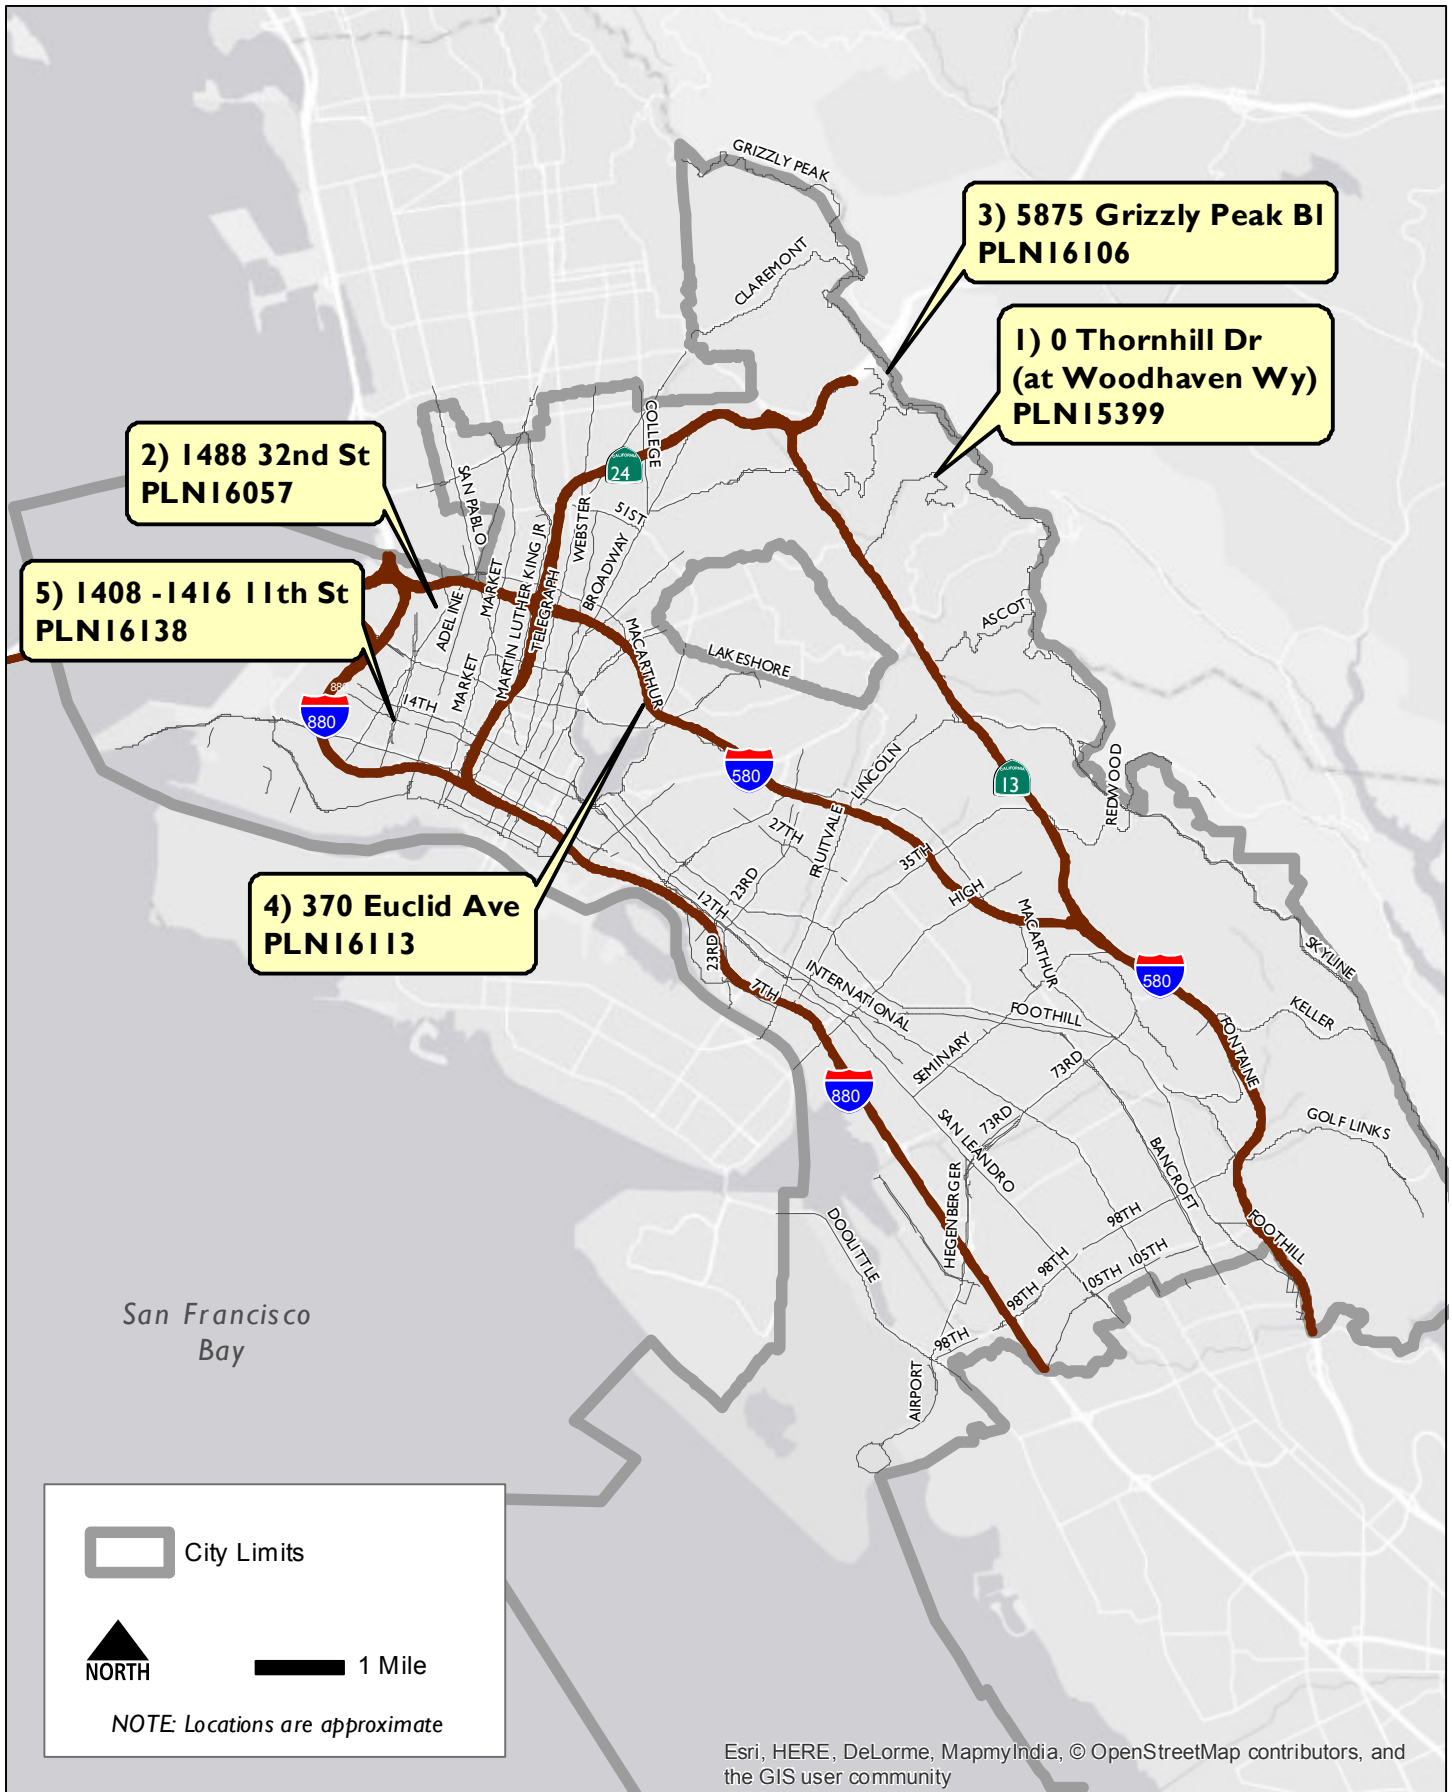 GRIZZLY PEAK
3) 5875 Grizzly Peak Bl
PLN16106
CLAREMONT
1) 0 Thornhill Dr
(at Woodhaven Wy)
PLN15399
COLLEGE
2) 1488 32nd St
PLN16057
CALIFORNIA
24
SAN PABLO
WEBSTER
51ST
BROADWAY
MARKET
MARTIN LUTHER KING JR
TELEGRAPH
5) 1408 -1416 11th St
PLN16138
ADELINE
MACARTHUR
ASCOT
LAKESHORE
MARKET
14TH
880
880
580
LINCOLN
REDWOOD
CALIFORNIA
13
27TH
FRUITVALE
35TH
HIGH
23RD
12TH
4) 370 Euclid Ave
PLN16113
MACARTHUR
23RD
7TH
INTERNATIONAL
FOOTHILL
580
SKYLINE
KELLER
FONTAINE
SEMINARY
73RD
880
73RD
SAN LEANDRO
GOLF LINKS
BANCROFT
HEGENBERGER
DOOLITTLE
98TH
FOOTHILL
98TH
105TH
105TH
98TH
98TH
AIRPORT
San Francisco
Bay
City Limits
NORTH
1 Mile
NOTE: Locations are approximate
Esri, HERE, DeLorme, MapmyIndia, © OpenStreetMap contributors, and
the GIS user community